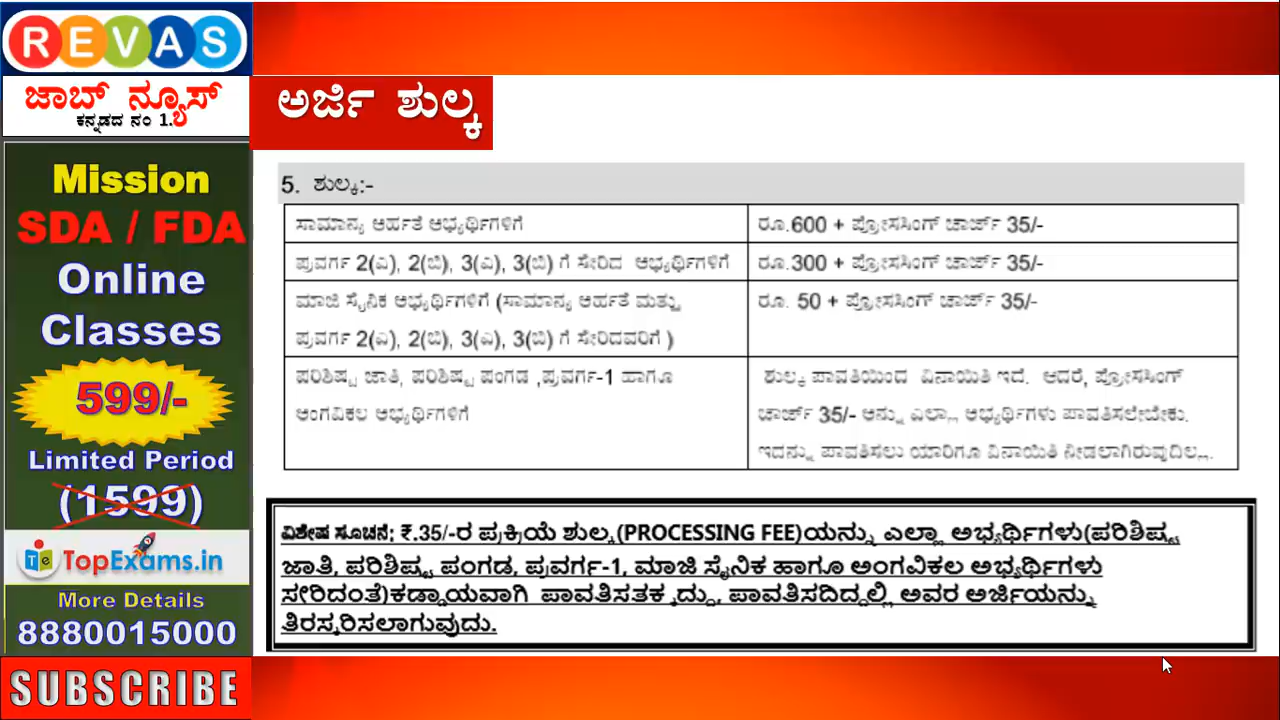 REVAS
ಜಾಬ್ ನ್ಯೂಸ್
ಕನ್ನಡದ ನಂ 1.
Mission
SDA / FDA
Online
Classes
599/-
Limited Period
(1599)
Te TopExams.in
More Details
8880015000
SUBSCRIBE
ಅರ್ಜಿ ಶುಲ್ಕ
5. ಶುಲ್ಕ:-
ಸಾಮಾನ್ಯ ಅರ್ಹತೆ ಅಭ್ಯರ್ಥಿಗಳಿಗೆ
ರೂ.600 + ಪ್ರೋಸಸಿಂಗ್ ಚಾರ್ಜ್ 35/-
ಪ್ರವರ್ಗ 2(ಎ), 2(ಬಿ), 3(ಎ), 3(ಬಿ) ಗೆ ಸೇರಿದ ಅಭ್ಯರ್ಥಿಗಳಿಗೆ
ರೂ.300 + ಪ್ರೋಸಸಿಂಗ್ ಚಾರ್ಜ್ 35/-
ಮಾಜಿ ಸೈನಿಕ ಅಭ್ಯರ್ಥಿಗಳಿಗೆ (ಸಾಮಾನ್ಯ ಅರ್ಹತೆ ಮತ್ತು
ಪ್ರವರ್ಗ 2(ಎ), 2(ಬಿ), 3(ಎ), 3(ಬಿ) ಗೆ ಸೇರಿದವರಿಗೆ )
ರೂ. 50 + ಪ್ರೋಸಸಿಂಗ್ ಚಾರ್ಜ್ 35/-
ಪರಿಶಿಷ್ಟ ಜಾತಿ, ಪರಿಶಿಷ್ಟ ಪಂಗಡ ,ಪ್ರವರ್ಗ-1 ಹಾಗೂ
ಅಂಗವಿಕಲ ಅಭ್ಯರ್ಥಿಗಳಿಗೆ
ಶುಲ್ಕ ಪಾವತಿಯಿಂದ ವಿನಾಯಿತಿ ಇದೆ. ಆದರೆ, ಪ್ರೋಸಸಿಂಗ್
ಚಾರ್ಜ್ 35/- ಅನ್ನು ಎಲ್ಲಾ ಅಭ್ಯರ್ಥಿಗಳು ಪಾವತಿಸಲೇಬೇಕು.
ಇದನ್ನು ಪಾವತಿಸಲು ಯಾರಿಗೂ ವಿನಾಯಿತಿ ನೀಡಲಾಗಿರುವುದಿಲ್ಲ.
ವಿಶೇಷ ಸೂಚನೆ: ₹.35/-ರ ಪ್ರಕ್ರಿಯೆ ಶುಲ್ಕ(PROCESSING FEE)ಯನ್ನು ಎಲ್ಲಾ ಅಭ್ಯರ್ಥಿಗಳು(ಪರಿಶಿಷ್ಟ
ಜಾತಿ, ಪರಿಶಿಷ್ಟ ಪಂಗಡ, ಪ್ರವರ್ಗ-1, ಮಾಜಿ ಸೈನಿಕ ಹಾಗೂ ಅಂಗವಿಕಲ ಅಭ್ಯರ್ಥಿಗಳು
ಸೇರಿದಂತೆ)ಕಡ್ಡಾಯವಾಗಿ ಪಾವತಿಸತಕ್ಕದ್ದು, ಪಾವತಿಸದಿದ್ದಲ್ಲಿ ಅವರ ಅರ್ಜಿಯನ್ನು
ತಿರಸ್ಕರಿಸಲಾಗುವುದು.